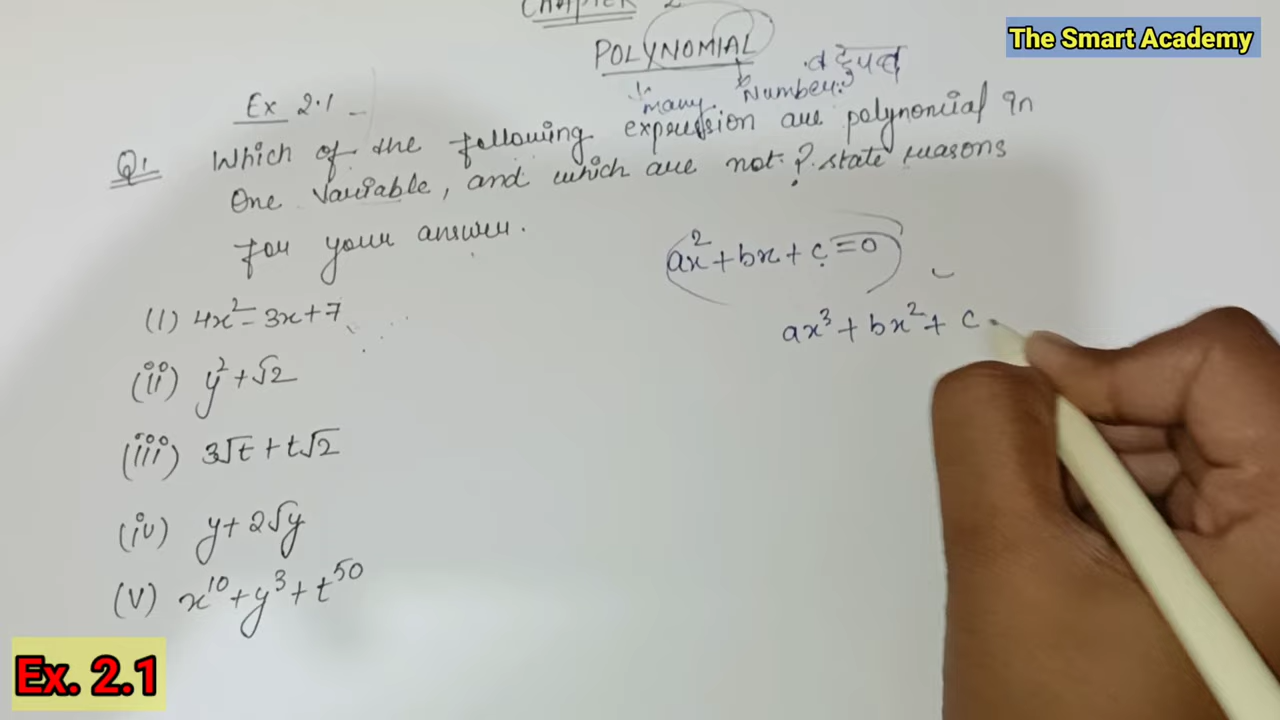 The Smart Academy
POLYNOMIAL
many Number:
Ex 2.1
Q1 Which of the following expression are polynomial in
One Variable, and which are not ? state reasons
for your answer.
ax² + bx + c = 0
(1) 4x² - 3x + 7
ax³ + bx² + c
(ii) y² + √2
(iii) 3√t + t√2
(iv) y + 2√y
(V) x¹⁰ + y³ + t⁵⁰
Ex. 2.1